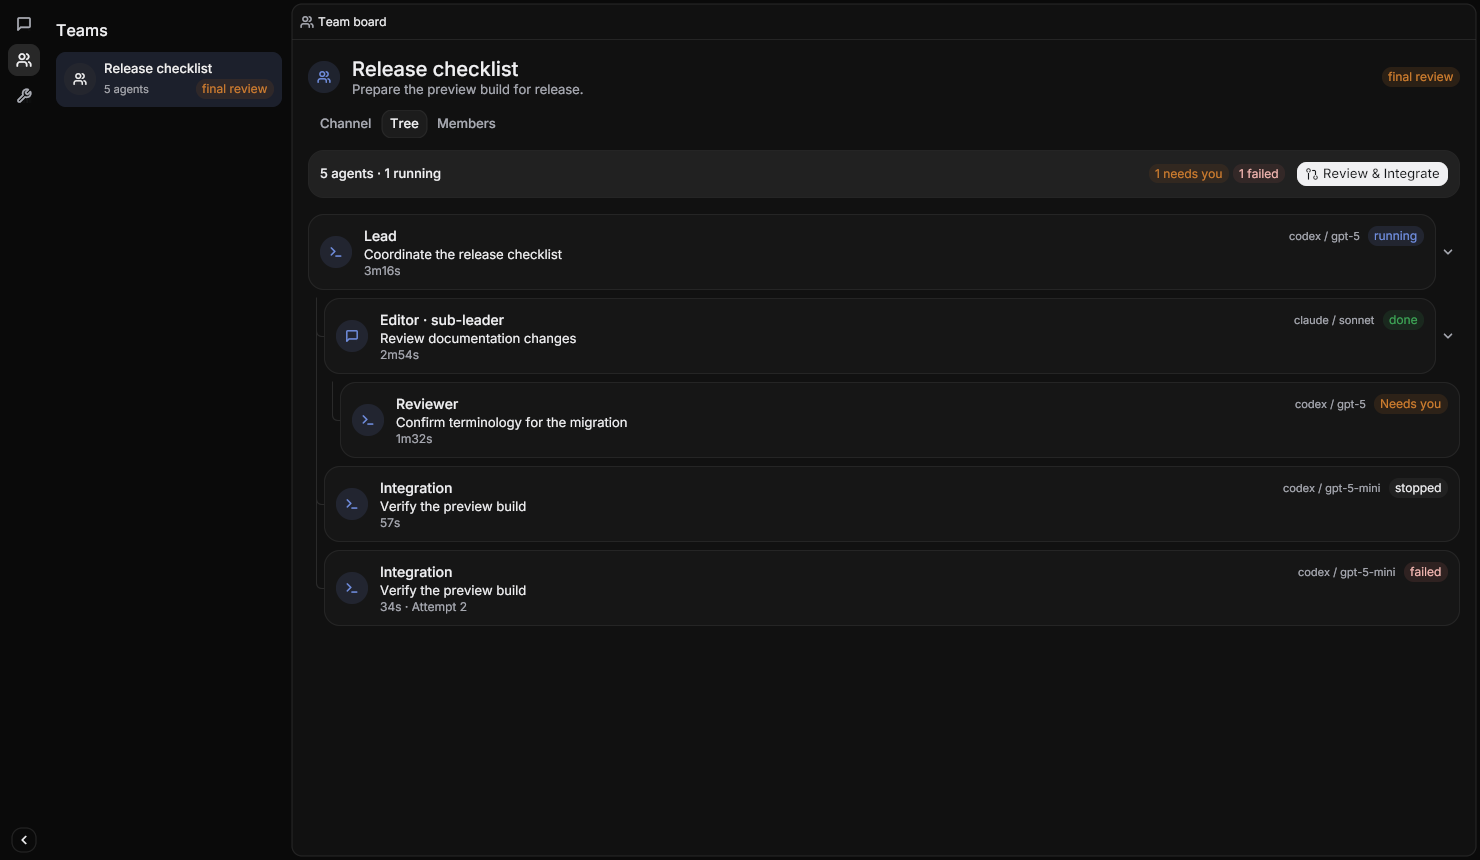 Teams
Release checklist
5 agents
final review
Team board
Release checklist
Prepare the preview build for release.
final review
Channel
Tree
Members
5 agents · 1 running
1 needs you
1 failed
Review & Integrate
Lead
Coordinate the release checklist
3m16s
codex / gpt-5
running
Editor · sub-leader
Review documentation changes
2m54s
claude / sonnet
done
Reviewer
Confirm terminology for the migration
1m32s
codex / gpt-5
Needs you
Integration
Verify the preview build
57s
codex / gpt-5-mini
stopped
Integration
Verify the preview build
34s · Attempt 2
codex / gpt-5-mini
failed